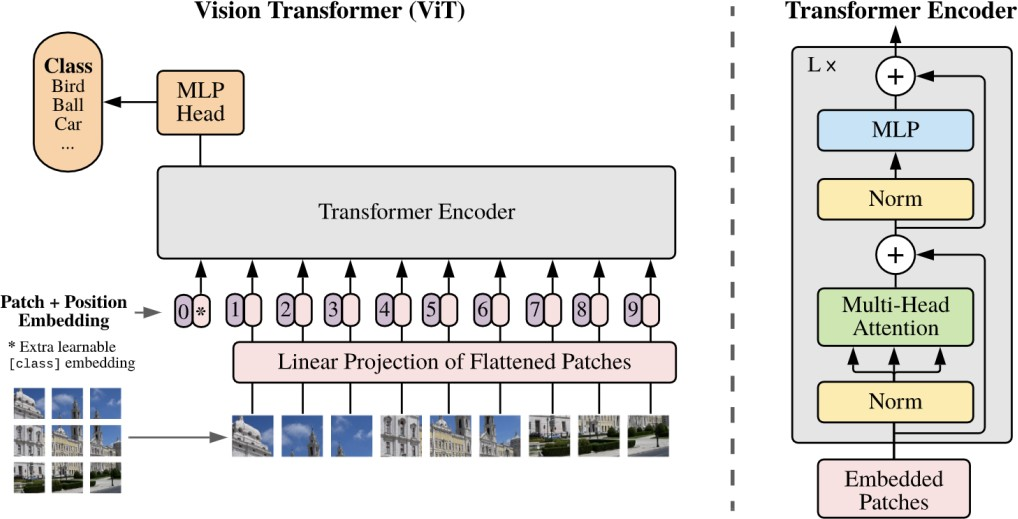 Vision Transformer (ViT)
Class
Bird
Ball
Car
...
MLP
Head
Transformer Encoder
Patch + Position
Embedding
* Extra learnable
[class] embedding
0 * 1 2 3 4 5 6 7 8 9
Linear Projection of Flattened Patches
Transformer Encoder
L ×
+
MLP
Norm
+
Multi-Head
Attention
Norm
Embedded
Patches